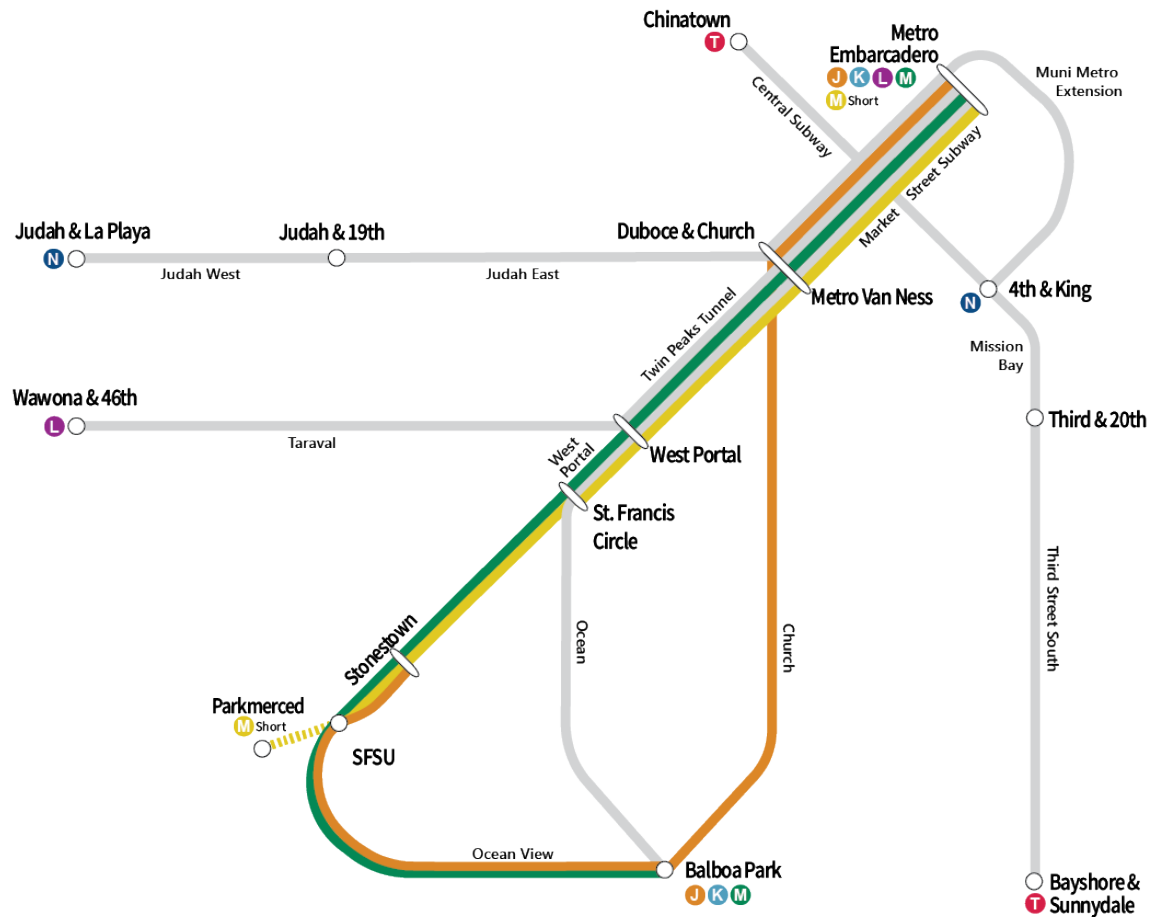 Chinatown
T
Metro
Embarcadero
J K L M
M Short
Muni Metro
Extension
Central Subway
Market Street Subway
Judah & La Playa
N
Judah & 19th
Duboce & Church
Judah West
Judah East
Metro Van Ness
4th & King
N
Twin Peaks Tunnel
Mission
Bay
Wawona & 46th
L
Taraval
Third & 20th
West
Portal
West Portal
St. Francis
Circle
Ocean
Church
Third Street South
Stonestown
Parkmerced
M Short
SFSU
Ocean View
Balboa Park
J K M
Bayshore &
T Sunnydale